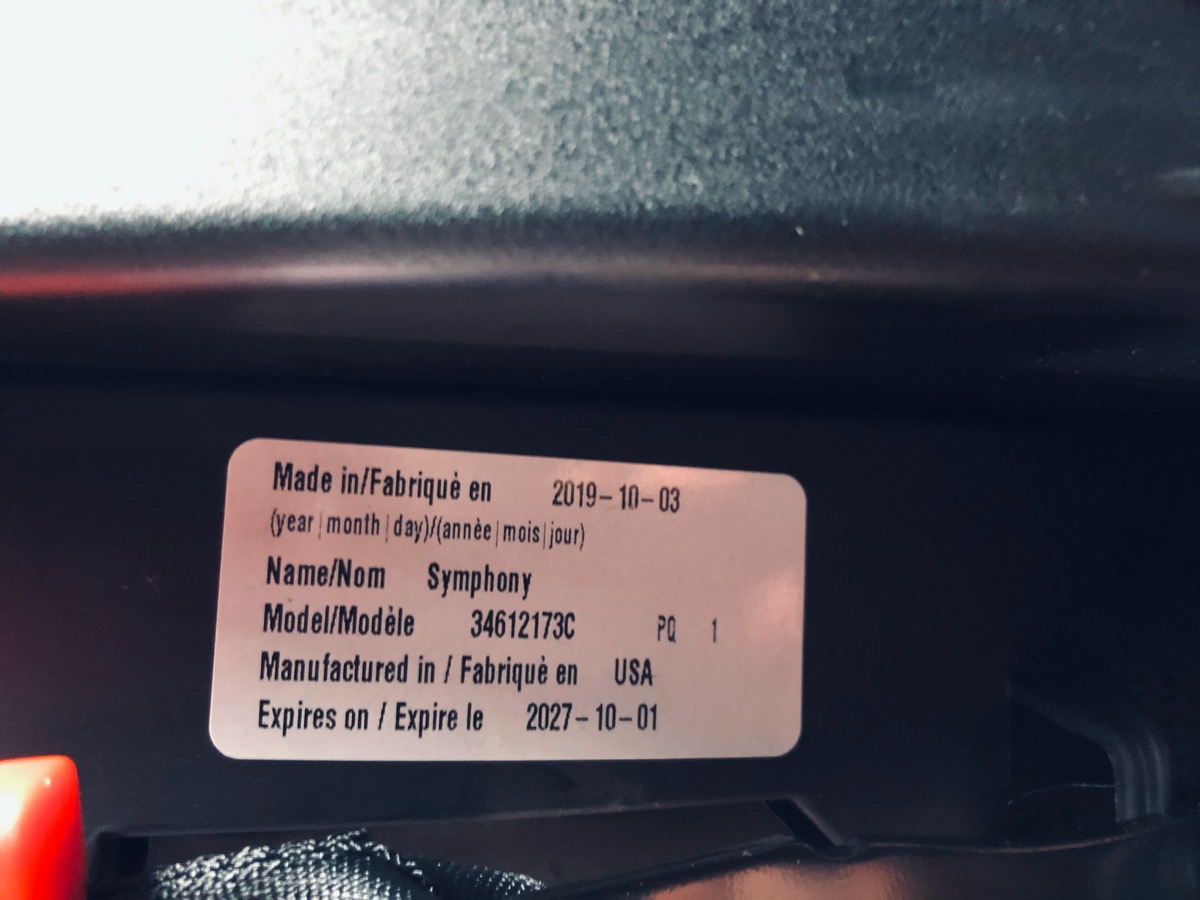 Made in/Fabriquè en 2019-10-03
(year|month|day)/(annèe|mois|jour)
Name/Nom Symphony
Model/Modèle 34612173C PQ 1
Manufactured in / Fabriquè en USA
Expires on / Expire le 2027-10-01